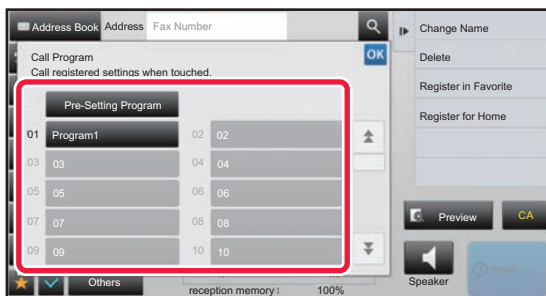 Address Book Address Fax Number
Call Program
OK
Call registered settings when touched.
Pre-Setting Program
01 Program1 02 02
03 03 04 04
05 05 06 06
07 07 08 08
09 09 10 10
Others
reception memory: 100%
Change Name
Delete
Register in Favorite
Register for Home
Preview CA
Speaker Start